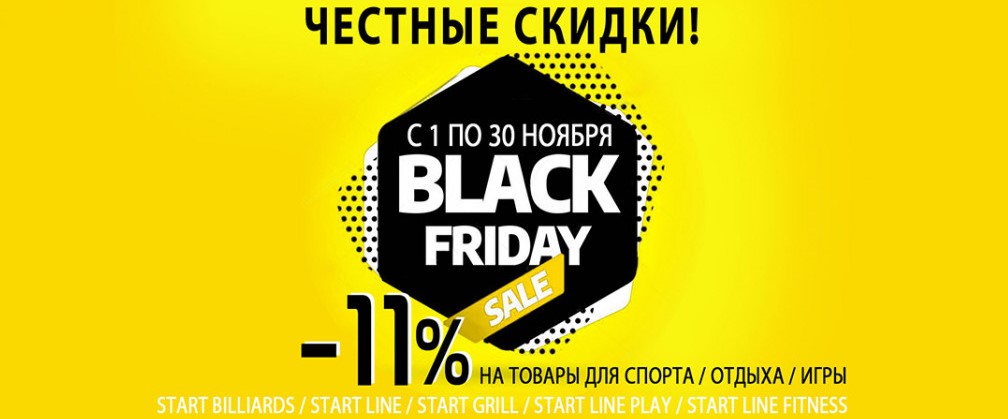 ЧЕСТНЫЕ СКИДКИ!
С 1 ПО 30 НОЯБРЯ
BLACK
FRIDAY
SALE
-11%
НА ТОВАРЫ ДЛЯ СПОРТА / ОТДЫХА / ИГРЫ
START BILLIARDS / START LINE / START GRILL / START LINE PLAY / START LINE FITNESS